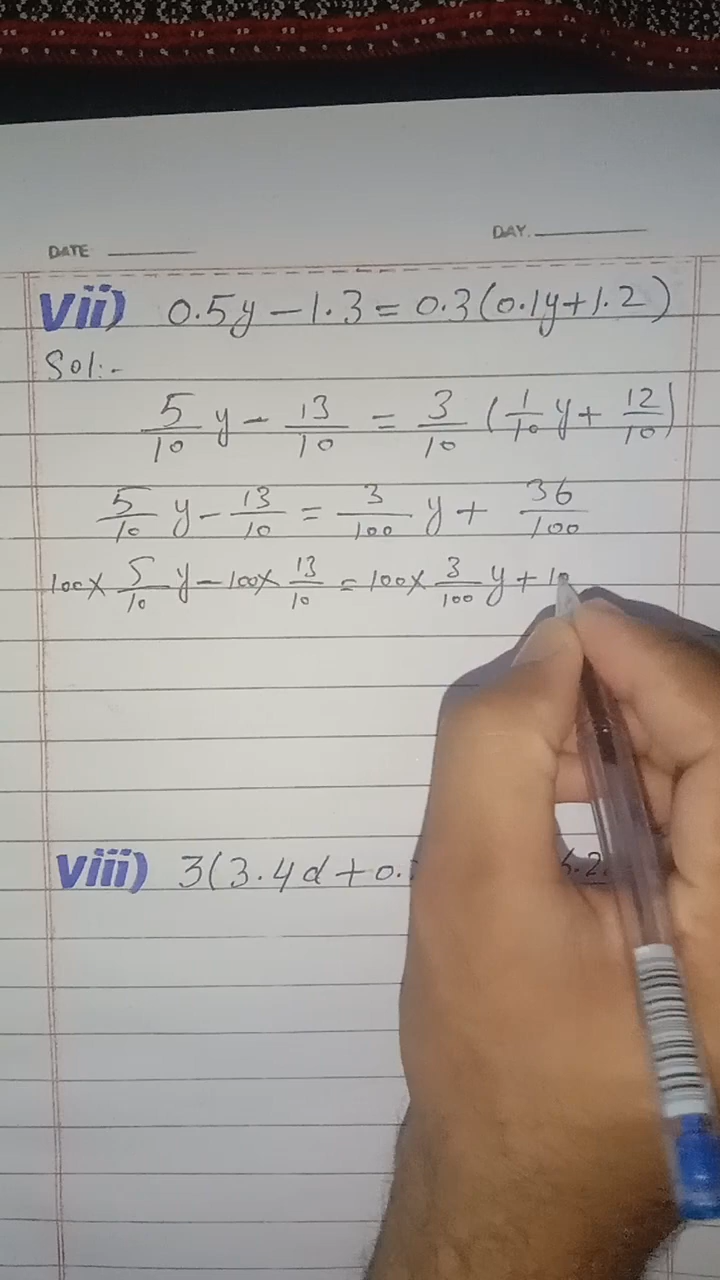 DAY.
DATE
vii) 0.5y - 1.3 = 0.3(0.1y + 1.2)
Sol:-
5/10 y - 13/10 = 3/10 (1/10 y + 12/10)
5/10 y - 13/10 = 3/100 y + 36/100
100 × 5/10 y - 100 × 13/10 = 100 × 3/100 y + 10
viii) 3(3.4d + 0.